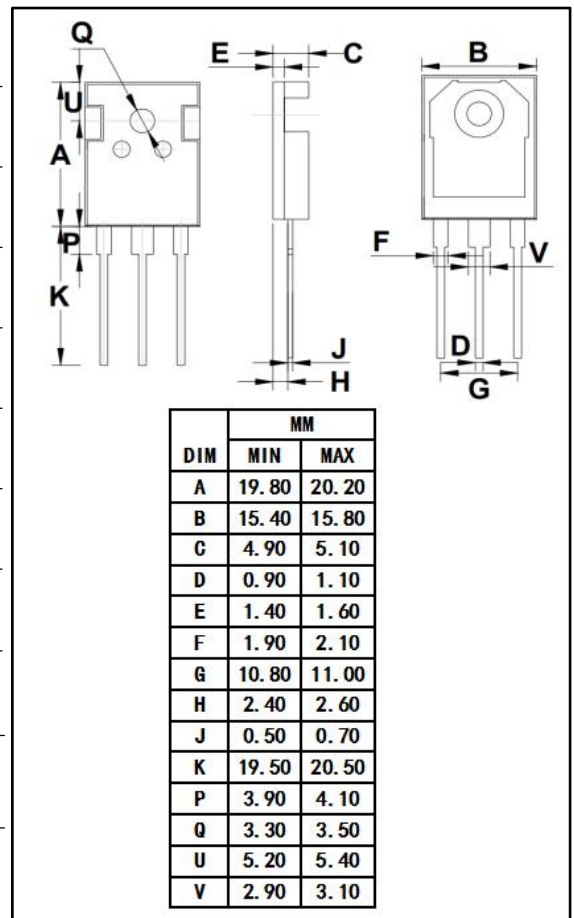 Q
E C B
U
A
P
K
F V
J D
H G
MM
DIM MIN MAX
A 19.80 20.20
B 15.40 15.80
C 4.90 5.10
D 0.90 1.10
E 1.40 1.60
F 1.90 2.10
G 10.80 11.00
H 2.40 2.60
J 0.50 0.70
K 19.50 20.50
P 3.90 4.10
Q 3.30 3.50
U 5.20 5.40
V 2.90 3.10